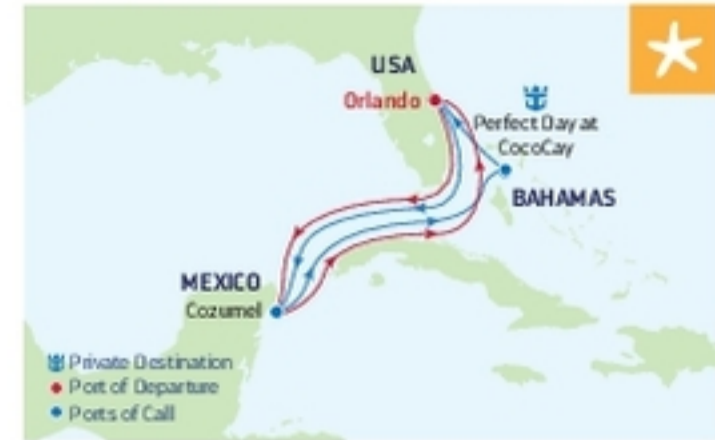 USA
Orlando
Perfect Day at
CocoCay
BAHAMAS
MEXICO
Cozumel
Private Destination
Port of Departure
Ports of Call